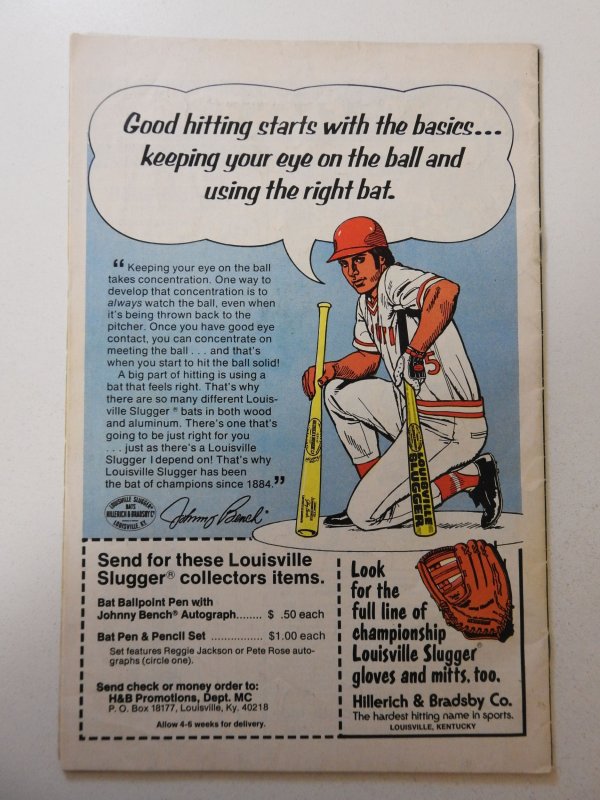 Good hitting starts with the basics...
keeping your eye on the ball and
using the right bat.
“Keeping your eye on the ball
takes concentration. One way to
develop that concentration is to
always watch the ball, even when
it's being thrown back to the
pitcher. Once you have good eye
contact, you can concentrate on
meeting the ball . . . and that's
when you start to hit the ball solid!
A big part of hitting is using a
bat that feels right. That's why
there are so many different Louis-
ville Slugger ® bats in both wood
and aluminum. There's one that's
going to be just right for you
. . just as there's a Louisville
Slugger I depend on! That's why
Louisville Slugger has been
the bat of champions since 1884.”
LOUISVILLE SLUGGER
BATS
HILLERICH & BRADSBY Co
LOUISVILLE, KY.
Johnny Bench
5
LOUISVILLE
SLUGGER
Send for these Louisville
Slugger® collectors items.
Bat Ballpoint Pen with
Johnny Bench® Autograph........ $ .50 each
Bat Pen & Pencil Set ................ $1.00 each
Set features Reggie Jackson or Pete Rose auto-
graphs (circle one).
Send check or money order to:
H&B Promotions, Dept. MC
P. O. Box 18177, Louisville, Ky. 40218
Allow 4-6 weeks for delivery.
Look
for the
full line of
championship
Louisville Slugger®
gloves and mitts, too.
Hillerich & Bradsby Co.
The hardest hitting name in sports.
LOUISVILLE, KENTUCKY